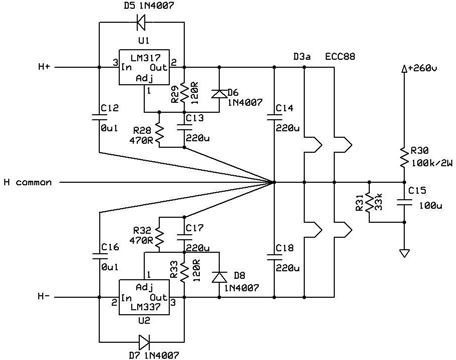 D5 1N4007
U1
D3a ECC88
H+ 3 LM317 2
In Out
Adj
1
+260v
R29
120R
D6
1N4007
C12
0u1
C13
220u
C14
220u
R28
470R
R30
100k/2W
H common
R31
33k
C15
100u
R32
470R
C17
220u
C16
0u1
R33
120R
D8
1N4007
C18
220u
1
Adj
H- 2 In Out 3
LM337
U2
D7 1N4007